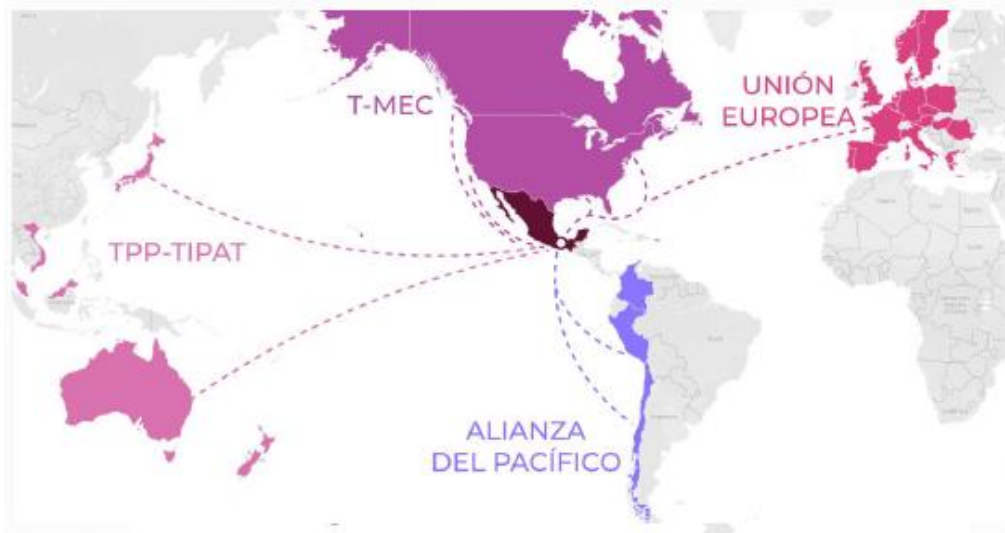 T-MEC
UNIÓN
EUROPEA
TPP-TIPAT
ALIANZA
DEL PACÍFICO